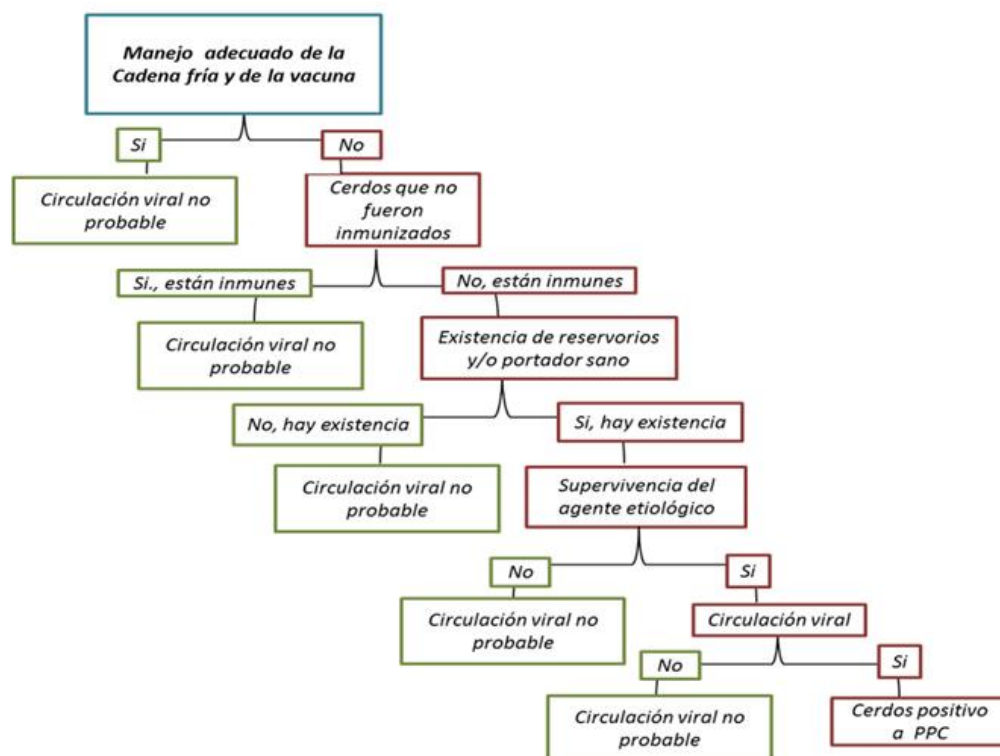 Manejo adecuado de la
Cadena fría y de la vacuna
Si
No
Circulación viral no
probable
Cerdos que no
fueron
inmunizados
Si., están inmunes
No, están inmunes
Circulación viral no
probable
Existencia de reservorios
y/o portador sano
No, hay existencia
Si, hay existencia
Circulación viral no
probable
Supervivencia del
agente etiológico
No
Si
Circulación viral no
probable
Circulación viral
No
Si
Circulación viral no
probable
Cerdos positivo
a PPC